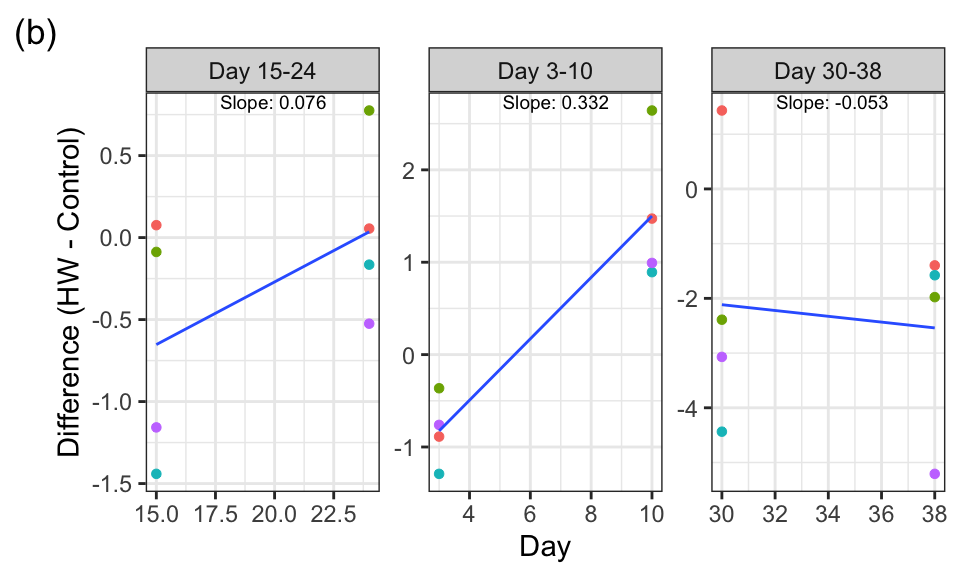 (b)
Day 15-24
Day 3-10
Day 30-38
Slope: 0.076
Slope: 0.332
Slope: -0.053
Difference (HW - Control)
0.5
0.0
-0.5
-1.0
-1.5
2
1
0
-1
0
-2
-4
15.0 17.5 20.0 22.5
4 6 8 10
30 32 34 36 38
Day